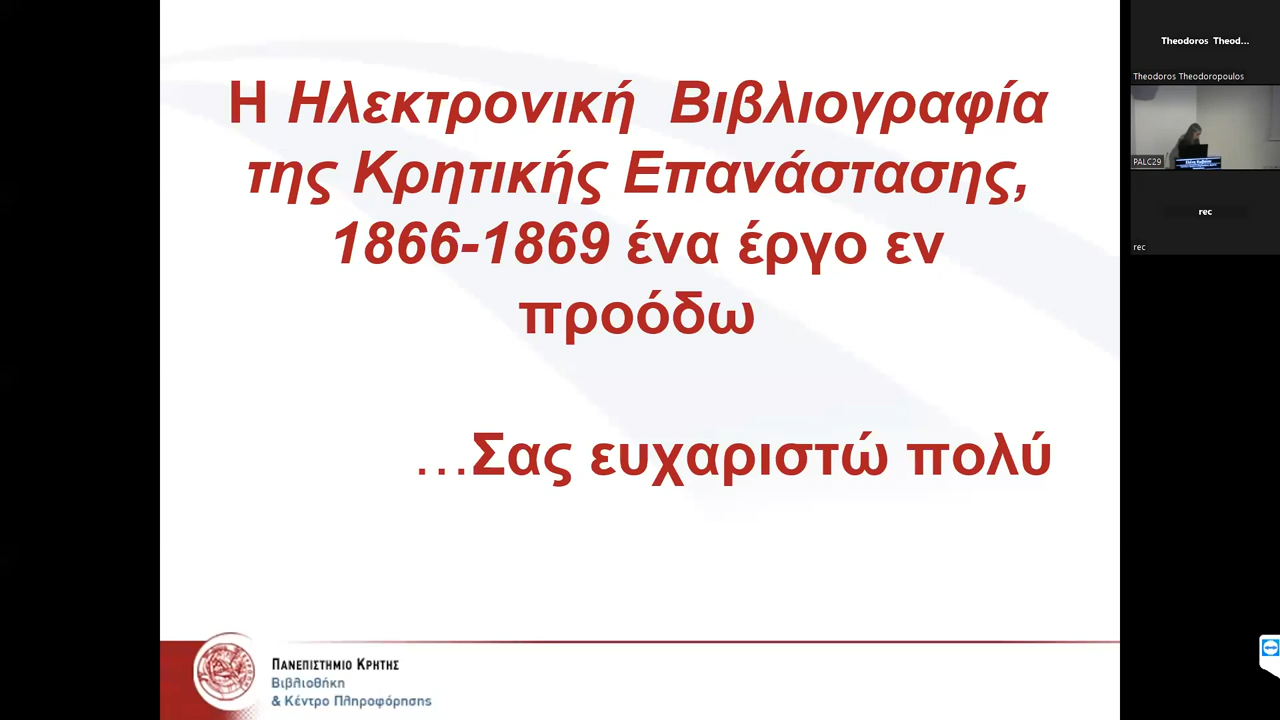 Η Ηλεκτρονική Βιβλιογραφία
της Κρητικής Επανάστασης,
1866-1869 ένα έργο εν
προόδω
…Σας ευχαριστώ πολύ
ΠΑΝΕΠΙΣΤΗΜΙΟ ΚΡΗΤΗΣ
Βιβλιοθήκη
& Κέντρο Πληροφόρησης
Theodoros Theod...
Theodoros Theodoropoulos
PALC29
rec
rec